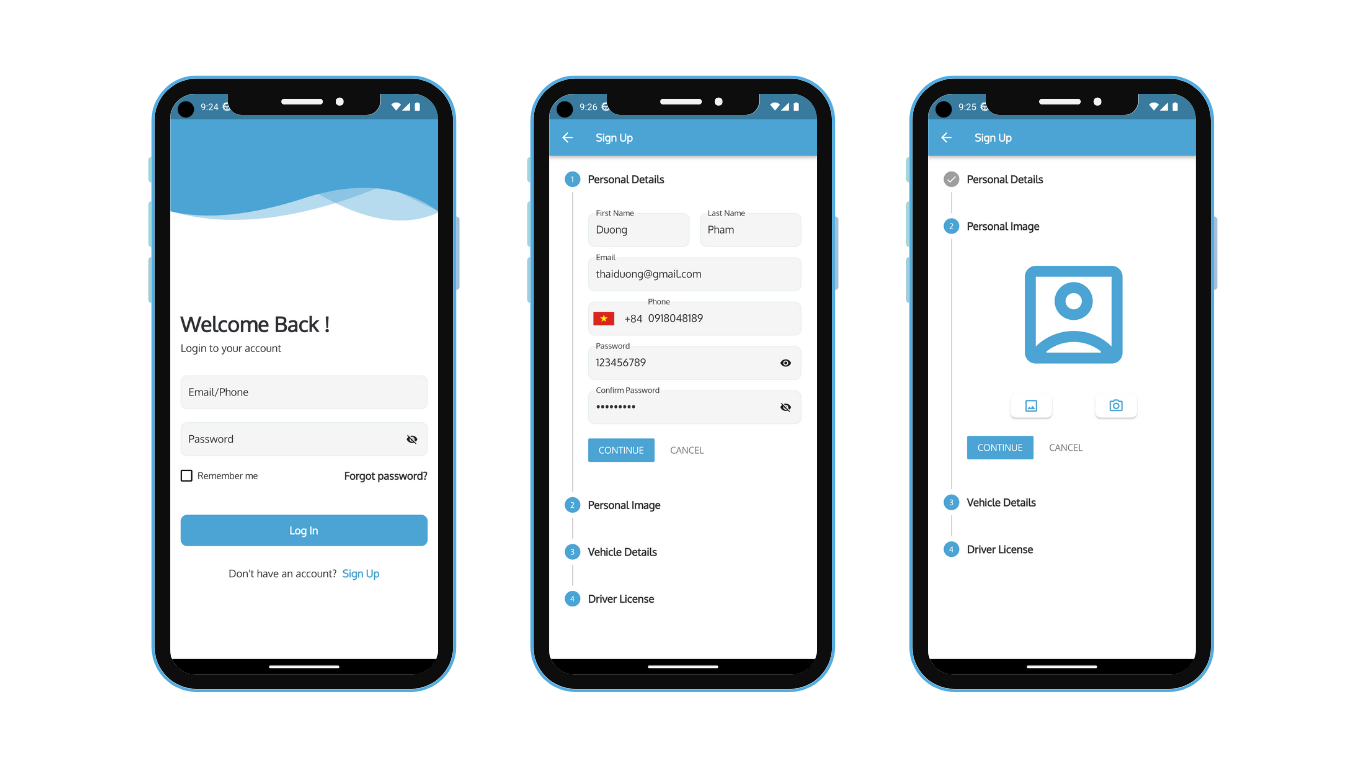 9:24
Welcome Back !
Login to your account
Email/Phone
Password
Remember me Forgot password?
Log In
Don't have an account? Sign Up
9:26
Sign Up
1 Personal Details
First Name Last Name
Duong Pham
Email
thaiduong@gmail.com
Phone
+84 0918048189
Password
123456789
Confirm Password
•••••••••
CONTINUE CANCEL
2 Personal Image
3 Vehicle Details
4 Driver License
9:25
Sign Up
Personal Details
2 Personal Image
CONTINUE CANCEL
3 Vehicle Details
4 Driver License